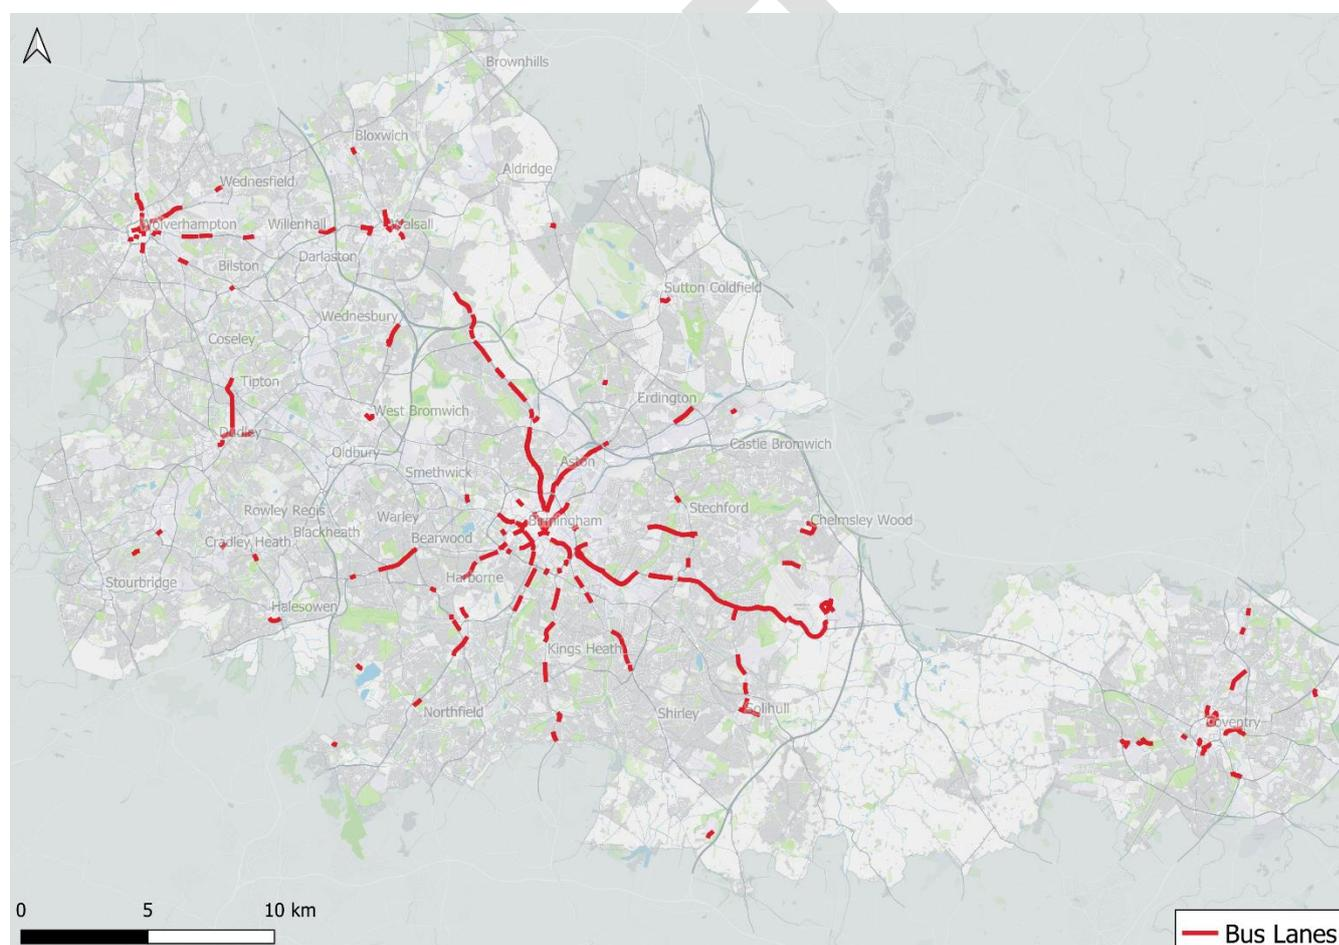 Brownhills
Bloxwich
Aldridge
Wednesfield
Wolverhampton
Willenhall
Walsall
Darlaston
Bilston
Sutton Coldfield
Wednesbury
Coseley
Tipton
Erdington
West Bromwich
Dudley
Castle Bromwich
Oldbury
Aston
Smethwick
Rowley Regis
Warley
Stechford
Birmingham
Chelmsley Wood
Blackheath
Bearwood
Cradley Heath
Stourbridge
Harborne
Halesowen
Kings Heath
Northfield
Shirley
Solihull
Coventry
0 5 10 km
Bus Lanes